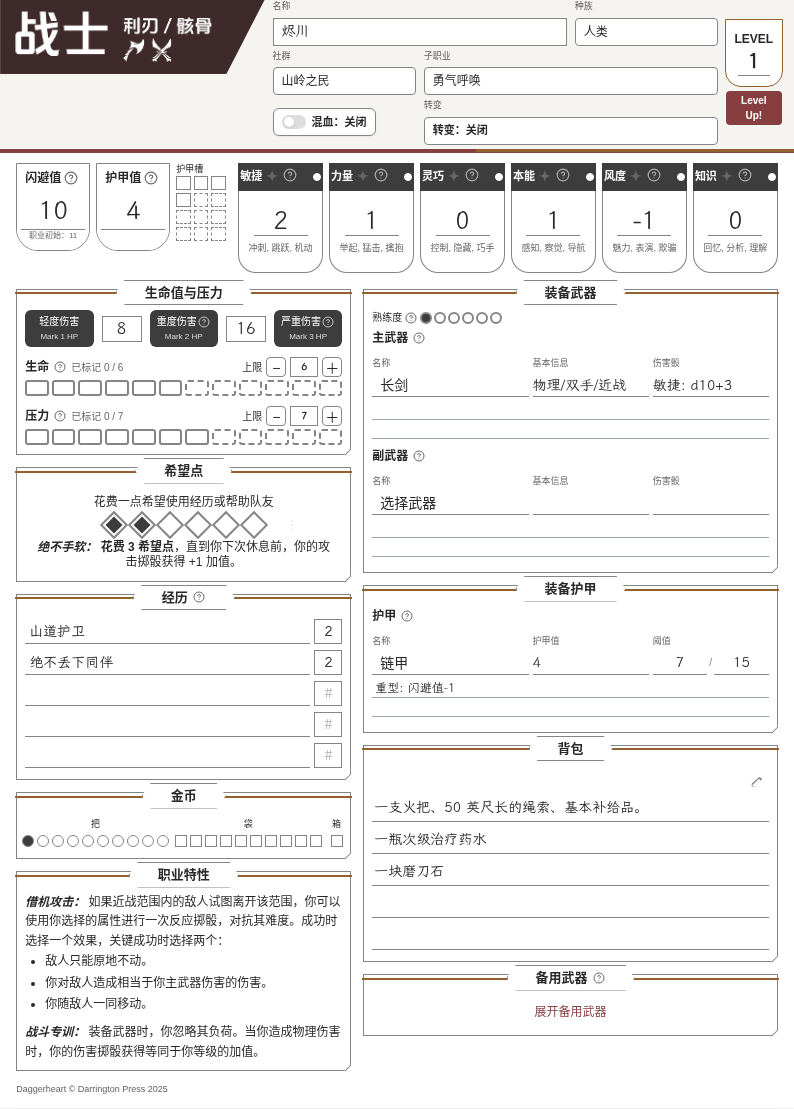 战士 利刃 / 骸骨
名称
烬川
种族
人类
LEVEL
1
Level Up!
社群
山岭之民
子职业
勇气呼唤
混血：关闭
转变
转变：关闭
闪避值 ?
10
职业初始：11
护甲值 ?
4
护甲槽
敏捷 ?
2
冲刺, 跳跃, 机动
力量 ?
1
举起, 猛击, 擒抱
灵巧 ?
0
控制, 隐藏, 巧手
本能 ?
1
感知, 察觉, 导航
风度 ?
-1
魅力, 表演, 欺骗
知识 ?
0
回忆, 分析, 理解
生命值与压力
轻度伤害
Mark 1 HP
8
重度伤害 ?
Mark 2 HP
16
严重伤害 ?
Mark 3 HP
生命 ? 已标记 0 / 6 上限 − 6 +
压力 ? 已标记 0 / 7 上限 − 7 +
希望点
花费一点希望使用经历或帮助队友
绝不手软： 花费 3 希望点，直到你下次休息前，你的攻
击掷骰获得 +1 加值。
经历 ?
山道护卫 2
绝不丢下同伴 2
#
#
#
金币
把 袋 箱
职业特性
借机攻击： 如果近战范围内的敌人试图离开该范围，你可以
使用你选择的属性进行一次反应掷骰，对抗其难度。成功时
选择一个效果，关键成功时选择两个：
• 敌人只能原地不动。
• 你对敌人造成相当于你主武器伤害的伤害。
• 你随敌人一同移动。
战斗专训： 装备武器时，你忽略其负荷。当你造成物理伤害
时，你的伤害掷骰获得等同于你等级的加值。
装备武器
熟练度 ?
主武器 ?
名称 基本信息 伤害骰
长剑 物理/双手/近战 敏捷: d10+3
副武器 ?
名称 基本信息 伤害骰
选择武器
装备护甲
护甲 ?
名称 护甲值 阈值
链甲 4 7 / 15
重型: 闪避值-1
背包
一支火把、50 英尺长的绳索、基本补给品。
一瓶次级治疗药水
一块磨刀石
备用武器 ?
展开备用武器
Daggerheart © Darrington Press 2025